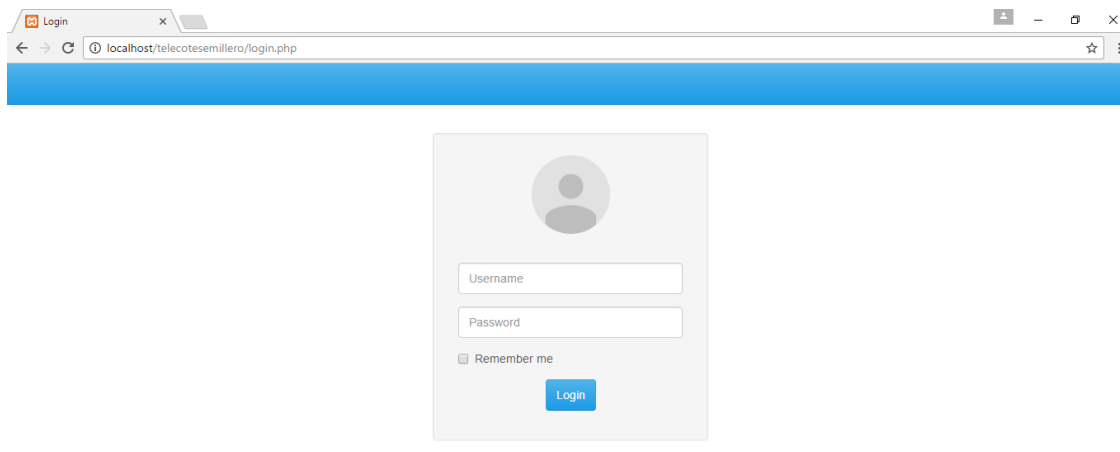 Login
localhost/telecotesemillero/login.php
Username
Password
Remember me
Login